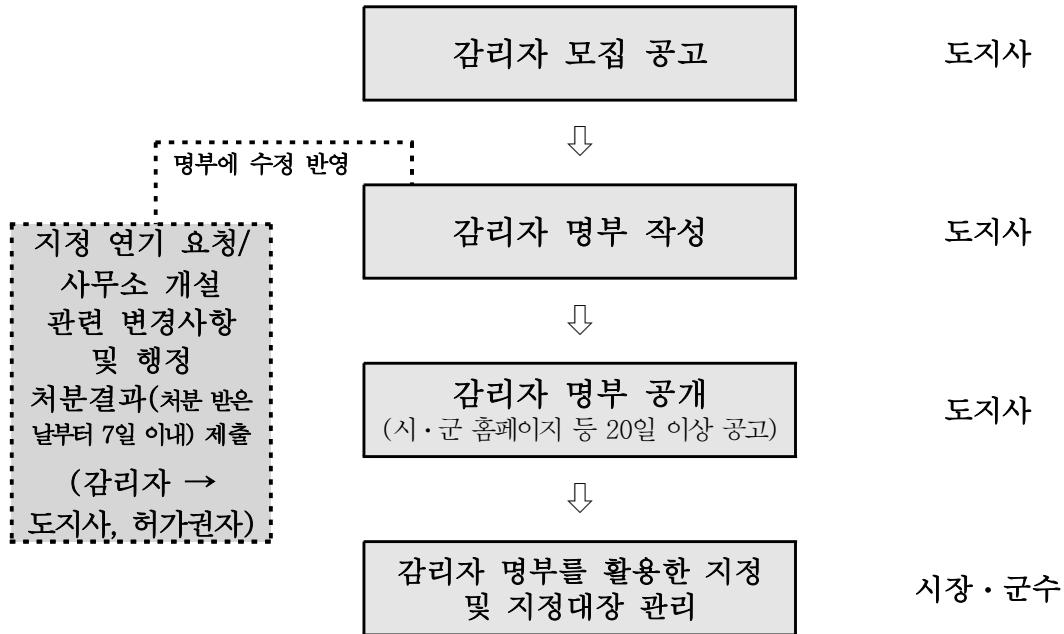 감리자 모집 공고
도지사
명부에 수정 반영
감리자 명부 작성
도지사
지정 연기 요청/
사무소 개설
관련 변경사항
및 행정
처분결과(처분 받은
날부터 7일 이내) 제출
(감리자 →
도지사, 허가권자)
감리자 명부 공개
(시·군 홈페이지 등 20일 이상 공고)
도지사
감리자 명부를 활용한 지정
및 지정대장 관리
시장·군수